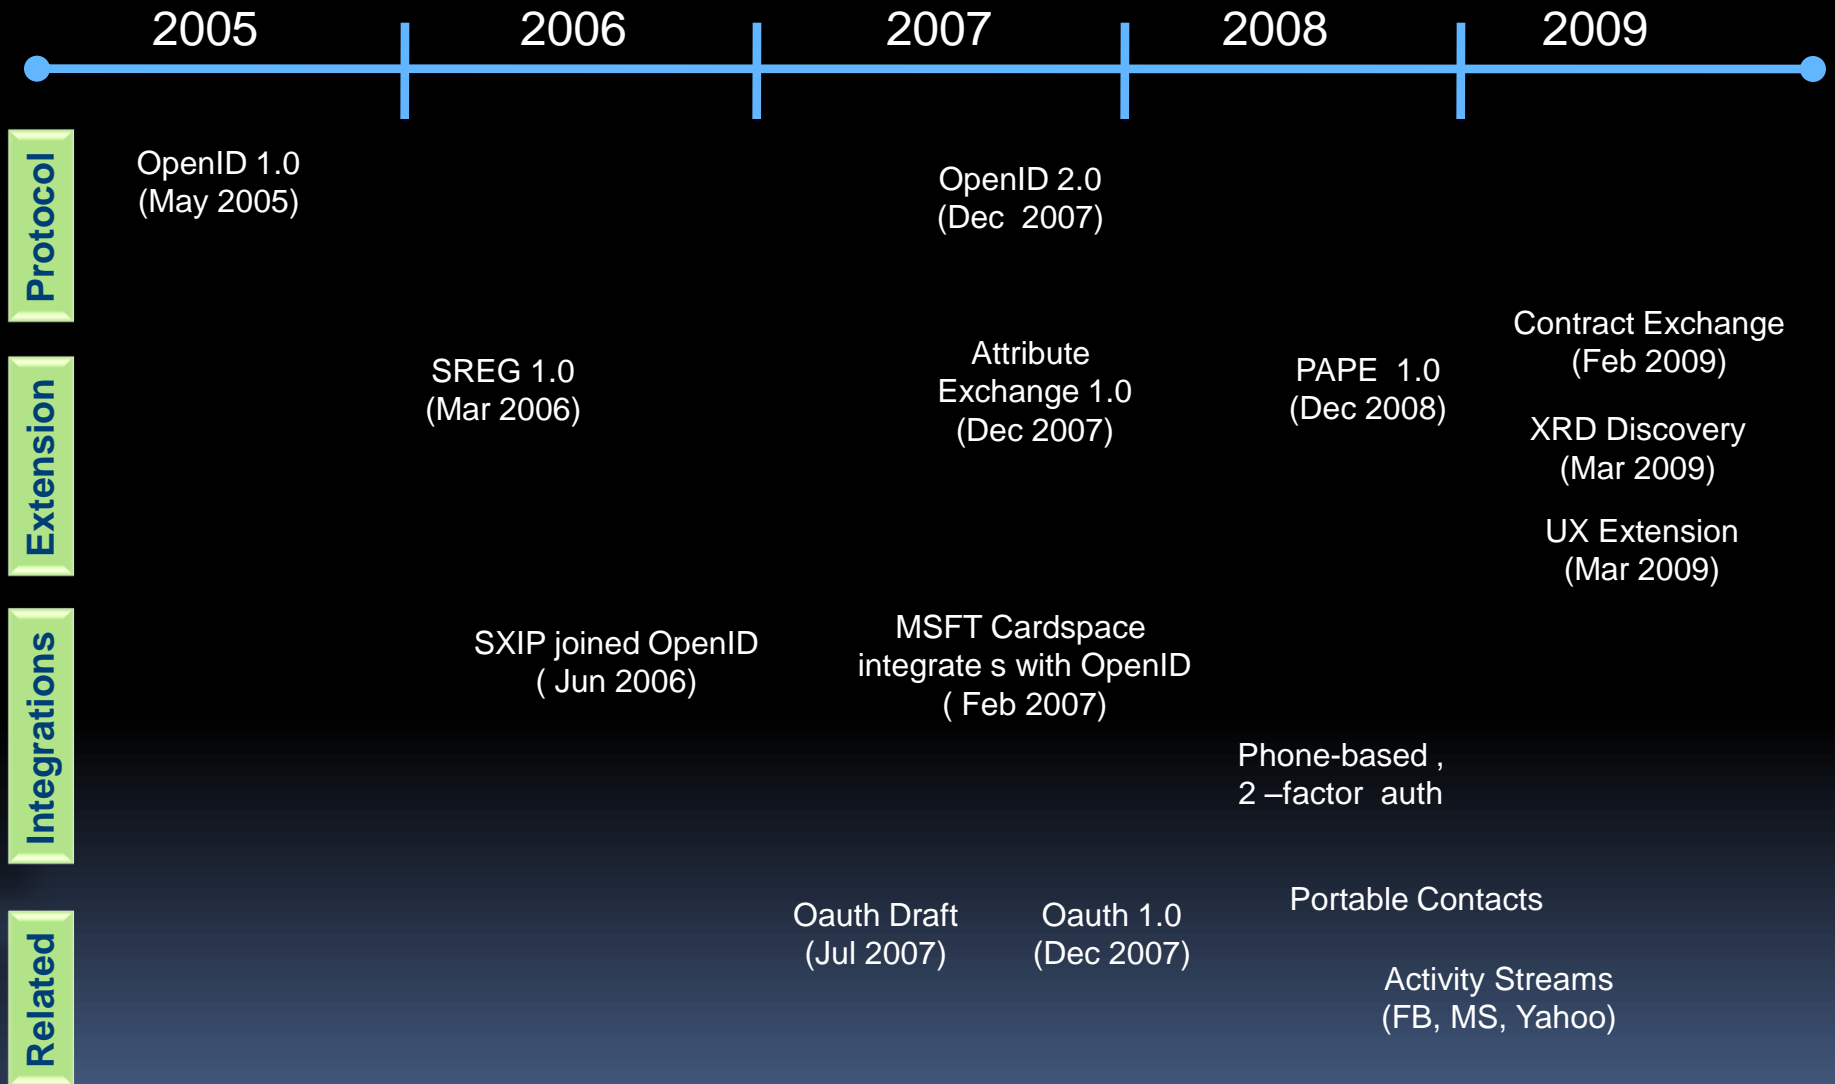 2005
2006
2007
2008
2009
Protocol
OpenID 1.0
(May 2005)
OpenID 2.0
(Dec  2007)
Extension
SREG 1.0
(Mar 2006)
Attribute
Exchange 1.0
(Dec 2007)
PAPE  1.0
(Dec 2008)
Contract Exchange
(Feb 2009)
XRD Discovery
(Mar 2009)
UX Extension
(Mar 2009)
Integrations
SXIP joined OpenID
( Jun 2006)
MSFT Cardspace
integrate s with OpenID
( Feb 2007)
Phone-based ,
2 –factor  auth
Related
Oauth Draft
(Jul 2007)
Oauth 1.0
(Dec 2007)
Portable Contacts
Activity Streams
(FB, MS, Yahoo)